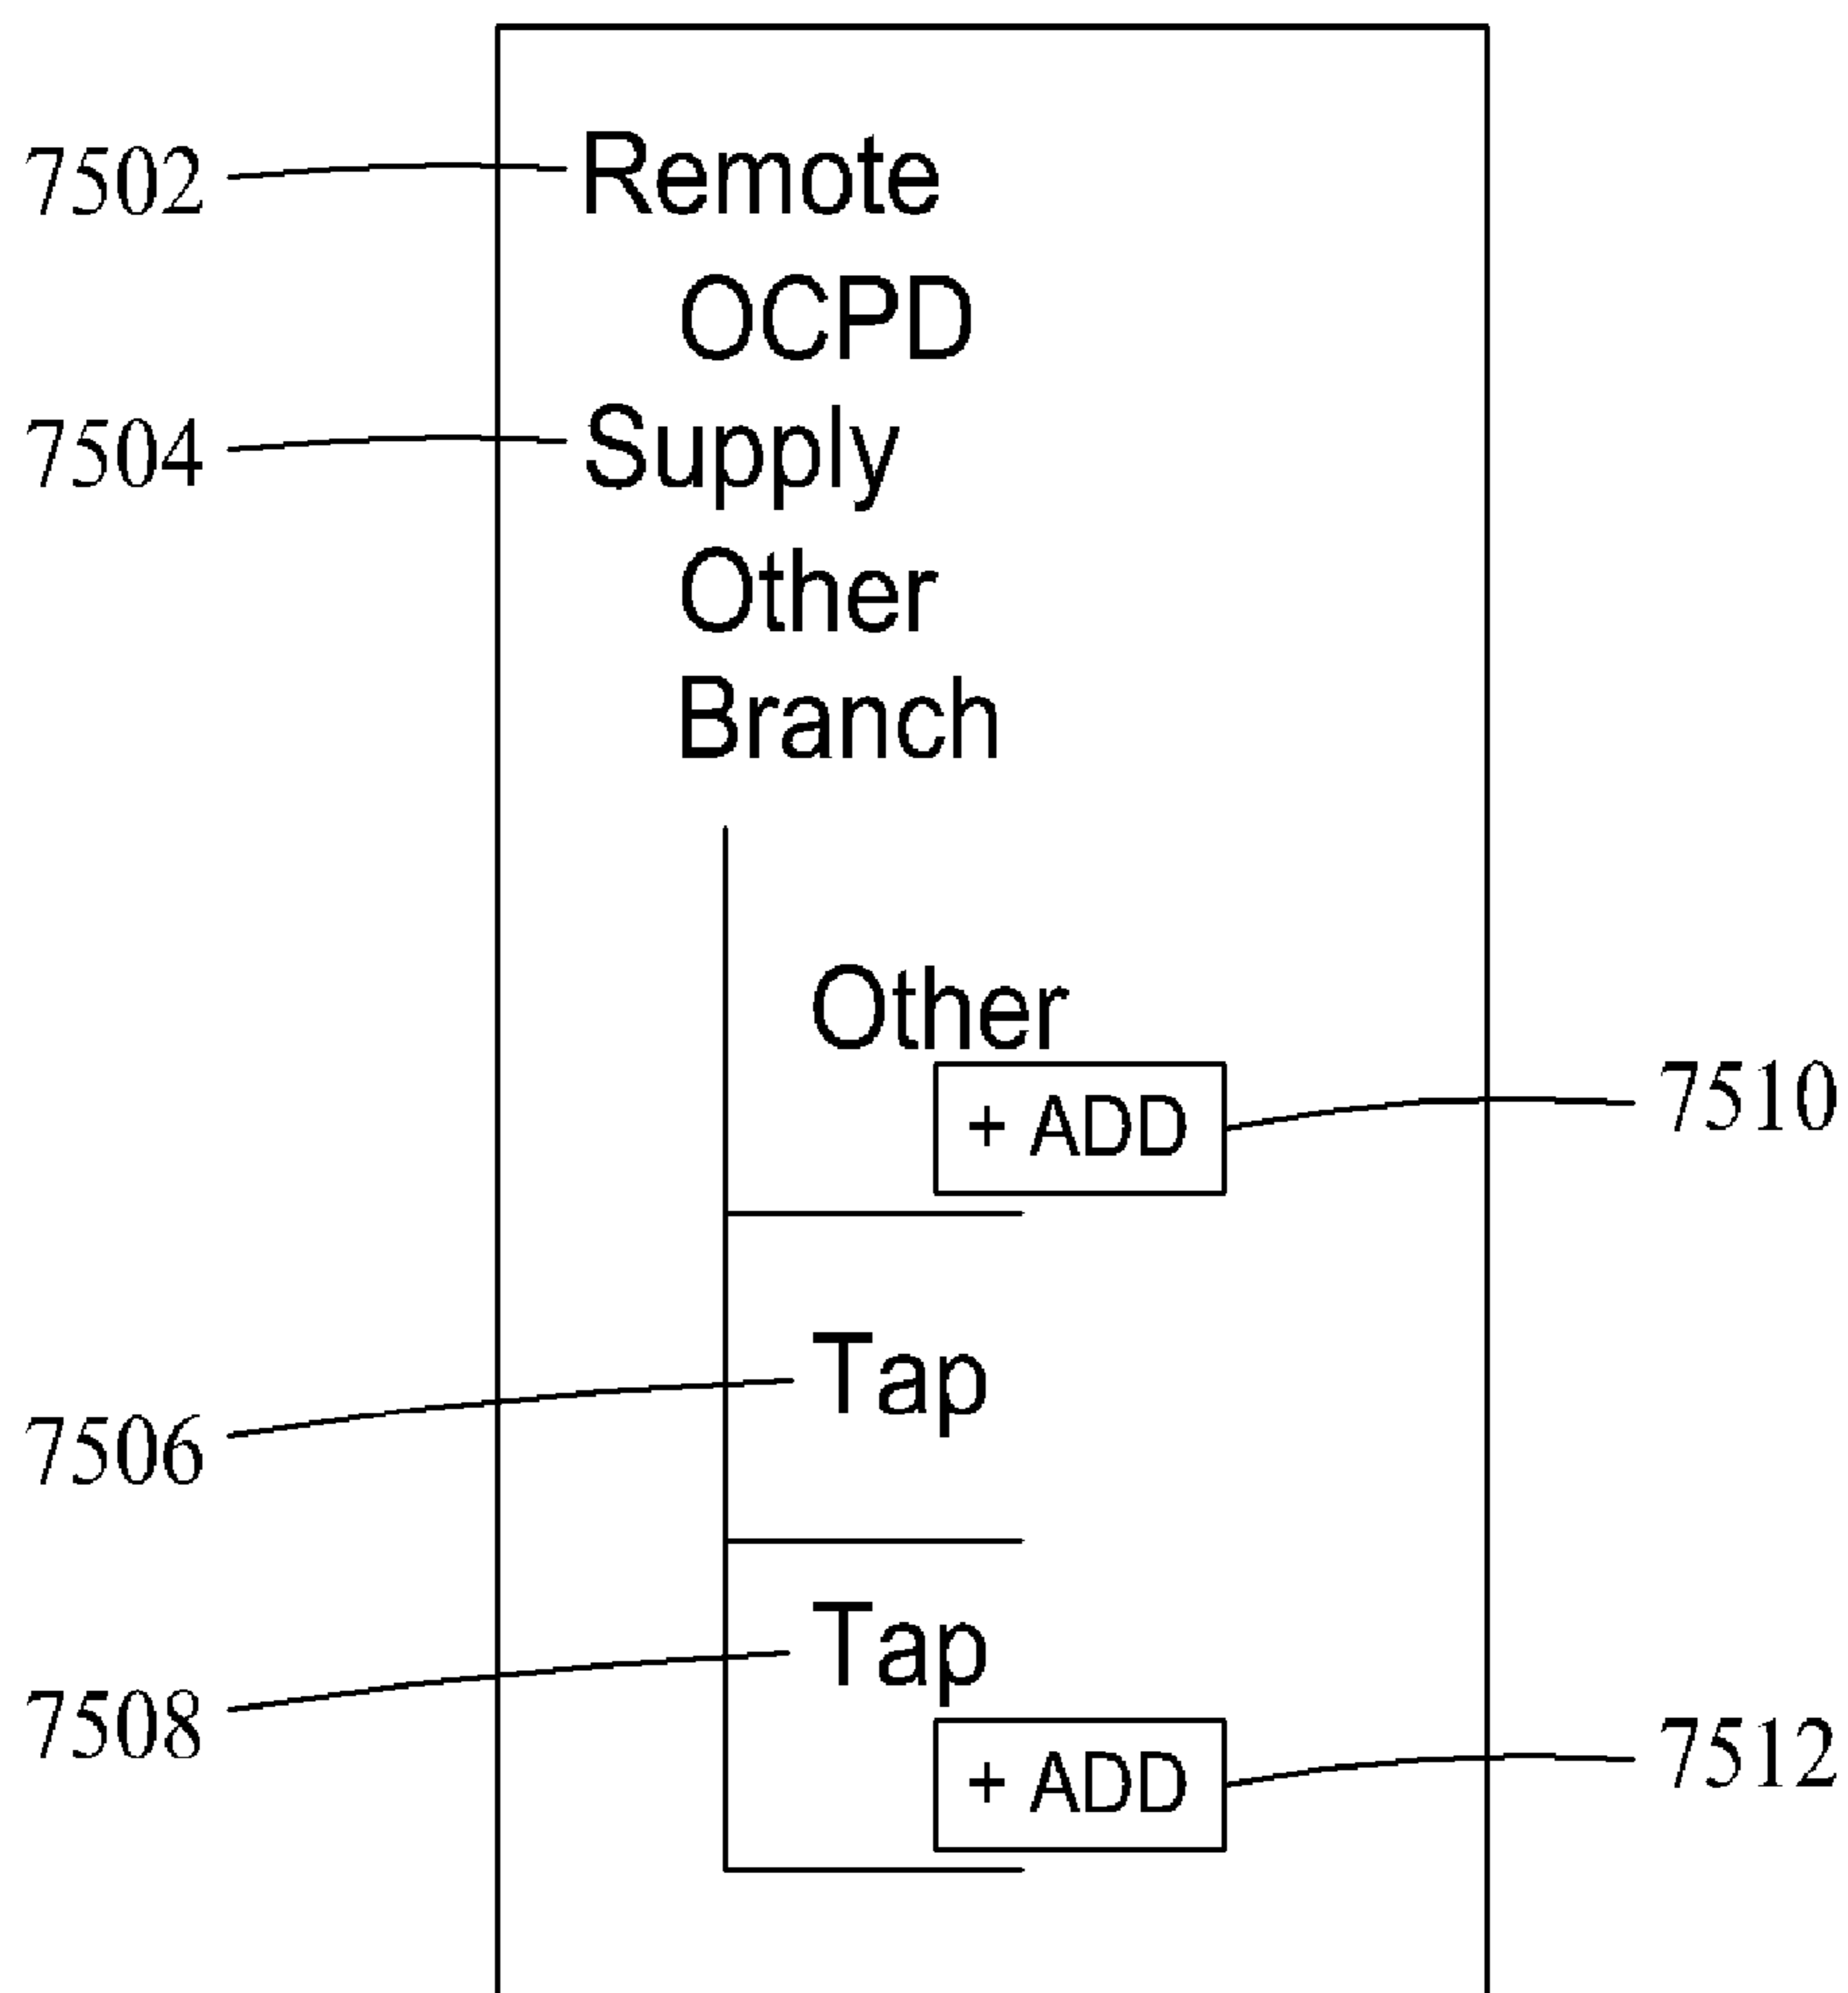 7502 Remote
OCPD
7504 Supply
Other
Branch
Other
+ ADD 7510
7506 Tap
7508 Tap
+ ADD 7512